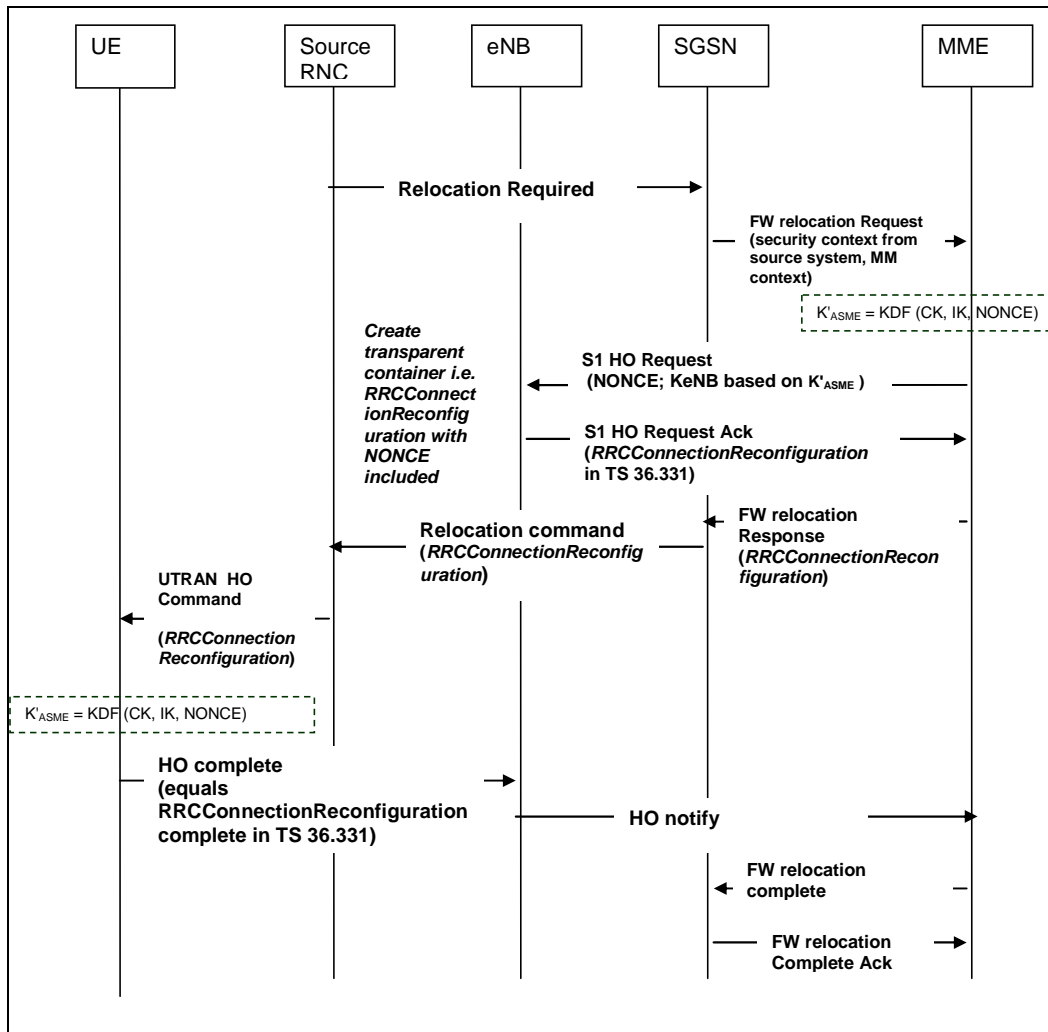 UE
Source
RNC
eNB
SGSN
MME
Relocation Required
FW relocation Request
(security context from
source system, MM
context)
K'ASME = KDF (CK, IK, NONCE)
Create
transparent
container i.e.
RRCConnect
ionReconfig
uration with
NONCE
included
S1 HO Request
(NONCE; KeNB based on K'ASME )
S1 HO Request Ack
(RRCConnectionReconfiguration
in TS 36.331)
FW relocation
Response
(RRCConnectionRecon
figuration)
Relocation command
(RRCConnectionReconfig
uration)
UTRAN HO
Command
(RRCConnection
Reconfiguration)
K'ASME = KDF (CK, IK, NONCE)
HO complete
(equals
RRCConnectionReconfiguration
complete in TS 36.331)
HO notify
FW relocation
complete
FW relocation
Complete Ack